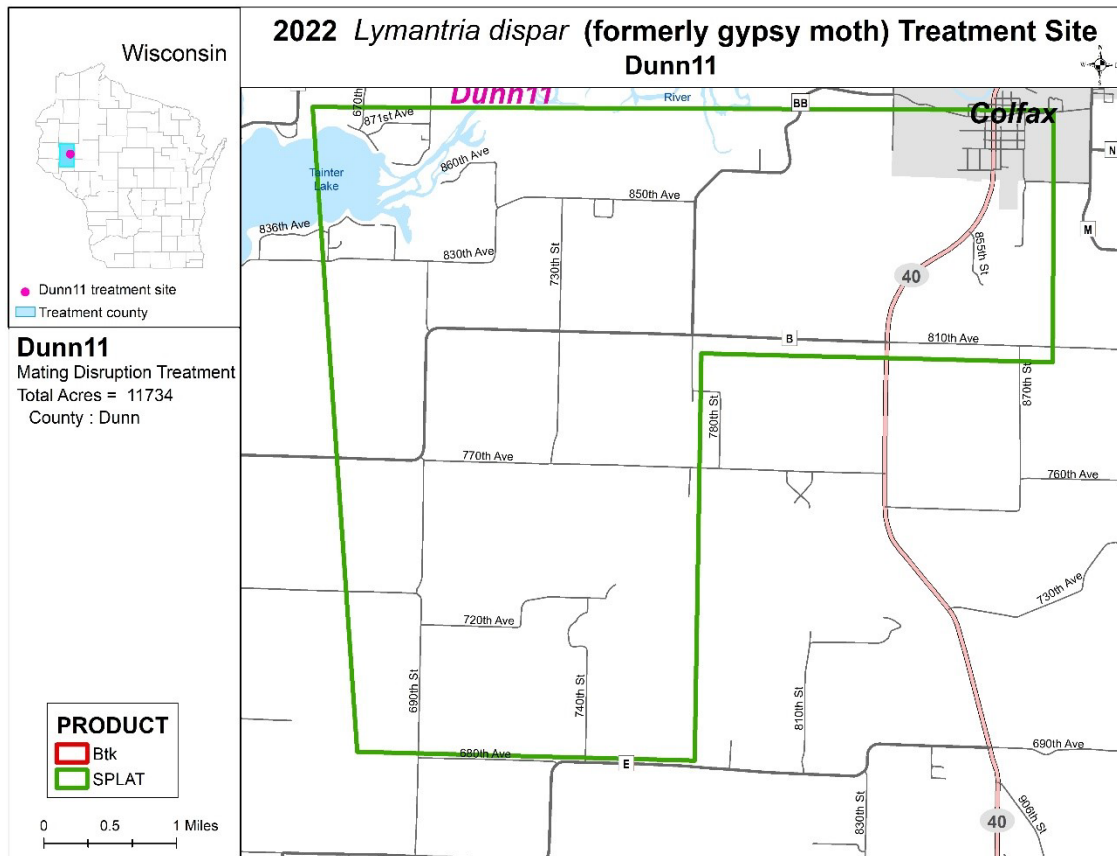 2022 Lymantria dispar (formerly gypsy moth) Treatment Site
Dunn11
Wisconsin
Dunn11 treatment site
Treatment county
Dunn11
Mating Disruption Treatment
Total Acres = 11734
County : Dunn
PRODUCT
Btk
SPLAT
0 0.5 1 Miles
N
W
Dunn11
River
BB
Colfax
670th
871st Ave
N
860th Ave
Tainter
Lake
850th Ave
836th Ave
M
830th Ave
730th St
855th St
40
B
810th Ave
870th St
780th St
770th Ave
760th Ave
730th Ave
720th Ave
690th St
740th St
810th St
680th Ave
E
690th Ave
830th St
906th St
40